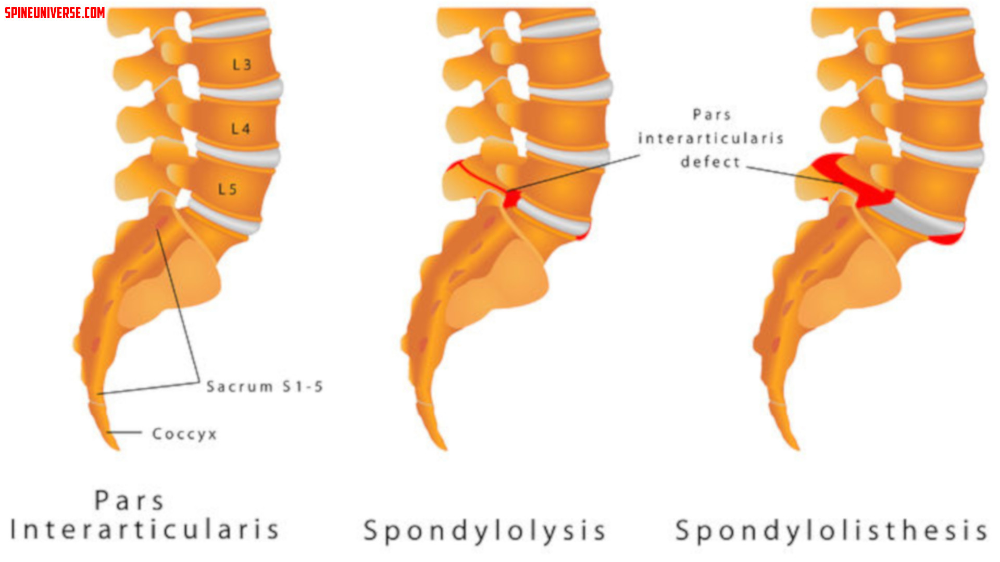 SPINEUNIVERSE.COM
L3
L4
L5
Pars
interarticularis
defect
Sacrum S1-5
Coccyx
Pars
Interarticularis
Spondylolysis
Spondylolisthesis